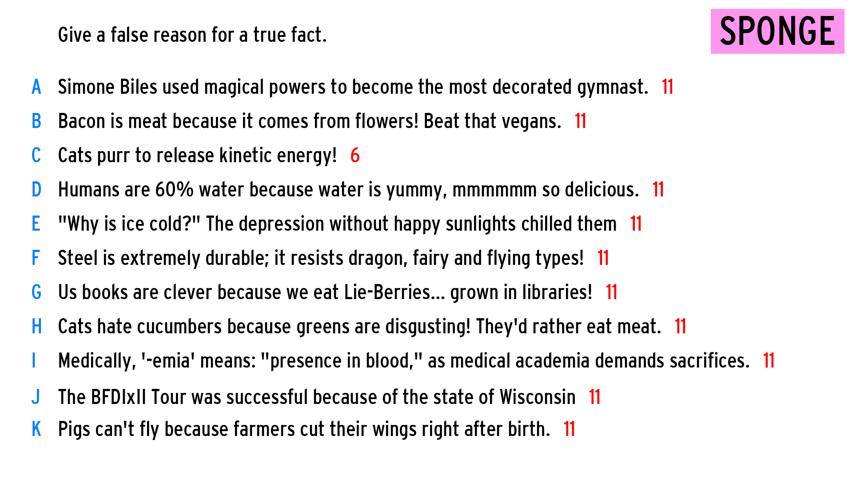 Give a false reason for a true fact.
SPONGE
A Simone Biles used magical powers to become the most decorated gymnast. 11
B Bacon is meat because it comes from flowers! Beat that vegans. 11
C Cats purr to release kinetic energy! 6
D Humans are 60% water because water is yummy, mmmmmm so delicious. 11
E "Why is ice cold?" The depression without happy sunlights chilled them 11
F Steel is extremely durable; it resists dragon, fairy and flying types! 11
G Us books are clever because we eat Lie-Berries... grown in libraries! 11
H Cats hate cucumbers because greens are disgusting! They'd rather eat meat. 11
I Medically, '-emia' means: "presence in blood," as medical academia demands sacrifices. 11
J The BFDIxII Tour was successful because of the state of Wisconsin 11
K Pigs can't fly because farmers cut their wings right after birth. 11